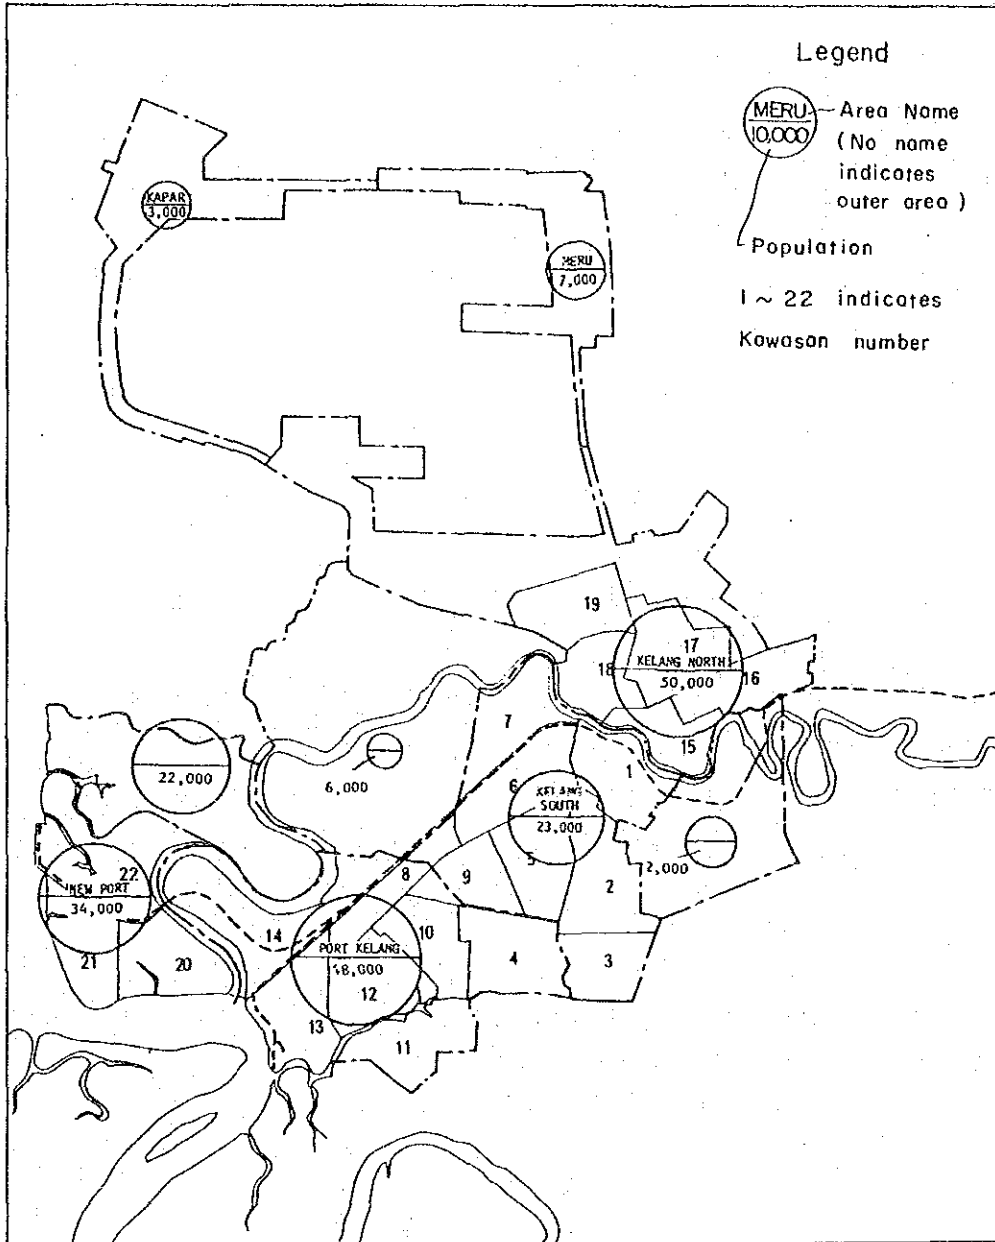 Legend
MERU
10,000
Area Name
(No name
indicates
outer area)
Population
1 ~ 22 indicates
Kawasan number
KAPAR
3,000
MERU
7,000
19
17
18
KELANG NORTH
50,000
16
7
15
1
6
KELANG
SOUTH
23,000
5
22,000
6,000
2,000
22
NEW PORT
34,000
8
9
2
14
10
PORT KELANG
48,000
4
3
21
20
12
13
11